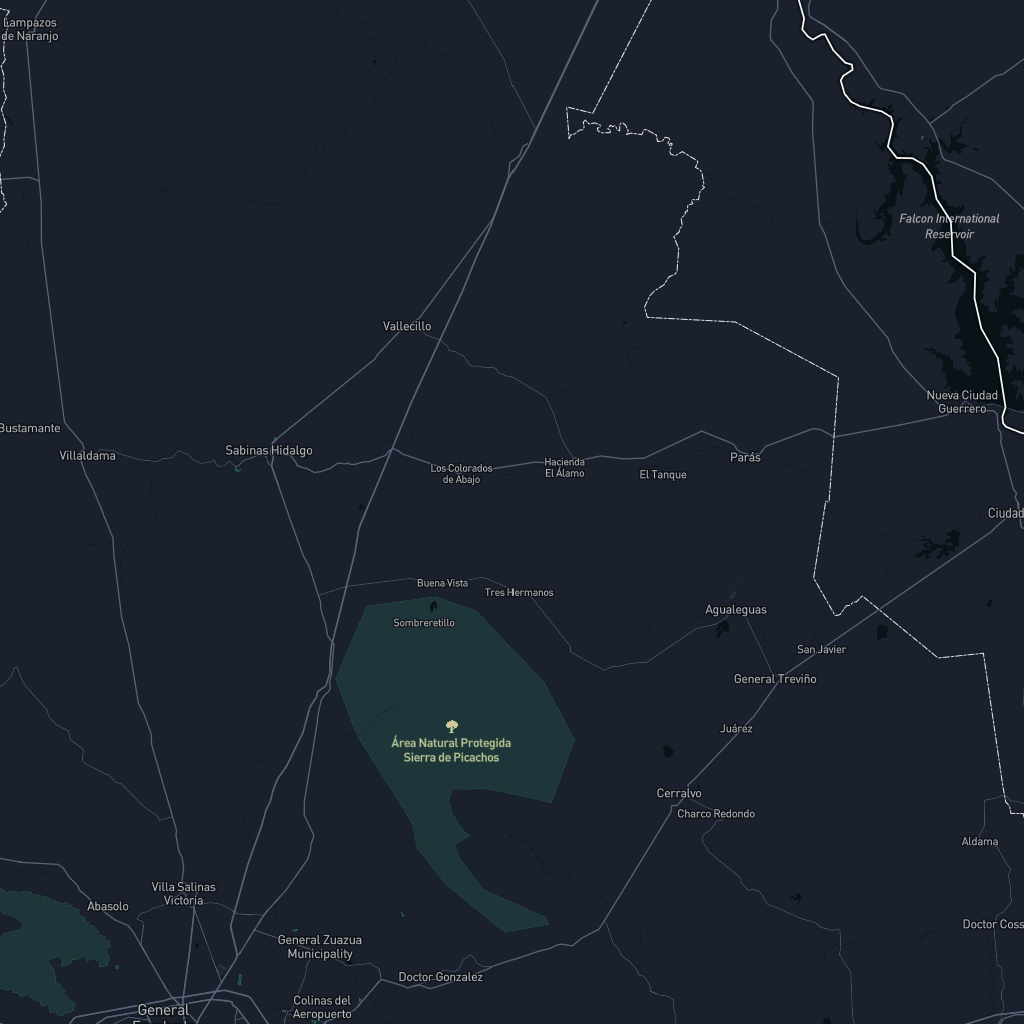 Lampazos
de Naranjo
Falcon International
Reservoir
Vallecillo
Nueva Ciudad
Guerrero
Bustamante
Villaldama
Sabinas Hidalgo
Los Colorados
de Abajo
Hacienda
El Álamo
El Tanque
Parás
Ciudad
Buena Vista
Tres Hermanos
Sombreretillo
Agualeguas
San Javier
General Treviño
Área Natural Protegida
Sierra de Picachos
Juárez
Cerralvo
Charco Redondo
Aldama
Villa Salinas
Victoria
Abasolo
Doctor Coss
General Zuazua
Municipality
Doctor Gonzalez
Colinas del
Aeropuerto
General